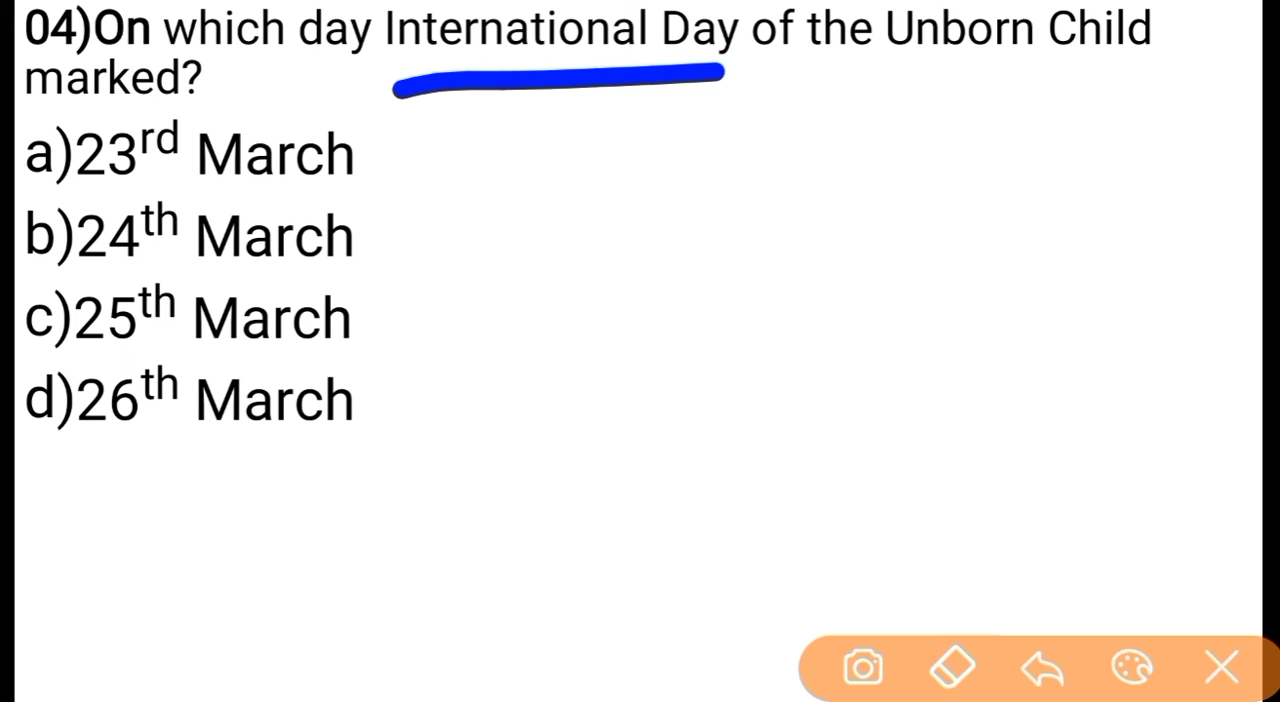 04)On which day International Day of the Unborn Child
marked?
a)23rd March
b)24th March
c)25th March
d)26th March